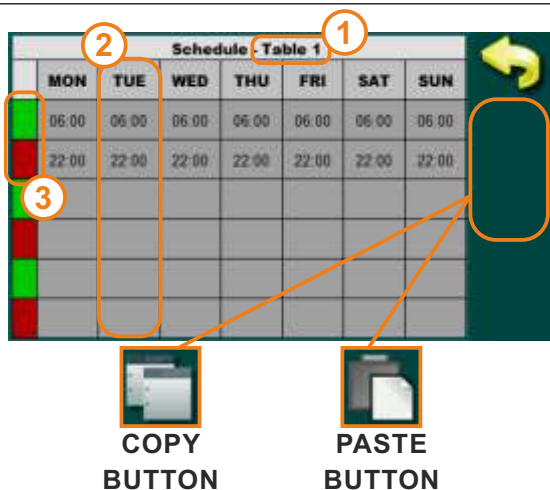 2
1
Schedule - Table 1
MON TUE WED THU FRI SAT SUN
06:00 06:00 06:00 06:00 06:00 06:00 06:00
22:00 22:00 22:00 22:00 22:00 22:00 22:00
3
COPY PASTE
BUTTON BUTTON